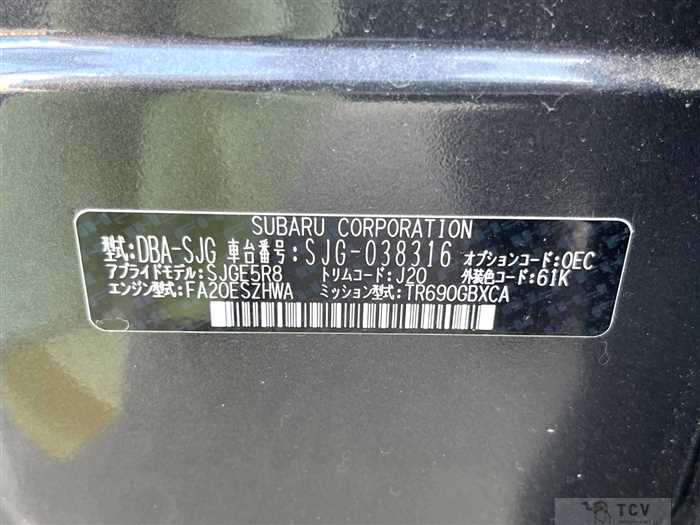 SUBARU CORPORATION
型式:DBA-SJG 車台番号:SJG-038316 オプションコード:0EC
アプライドモデル:SJGE5R8 トリムコード:J20 外装色コード:61K
エンジン型式:FA20ESZHWA ミッション型式:TR690GBXCA
TCV